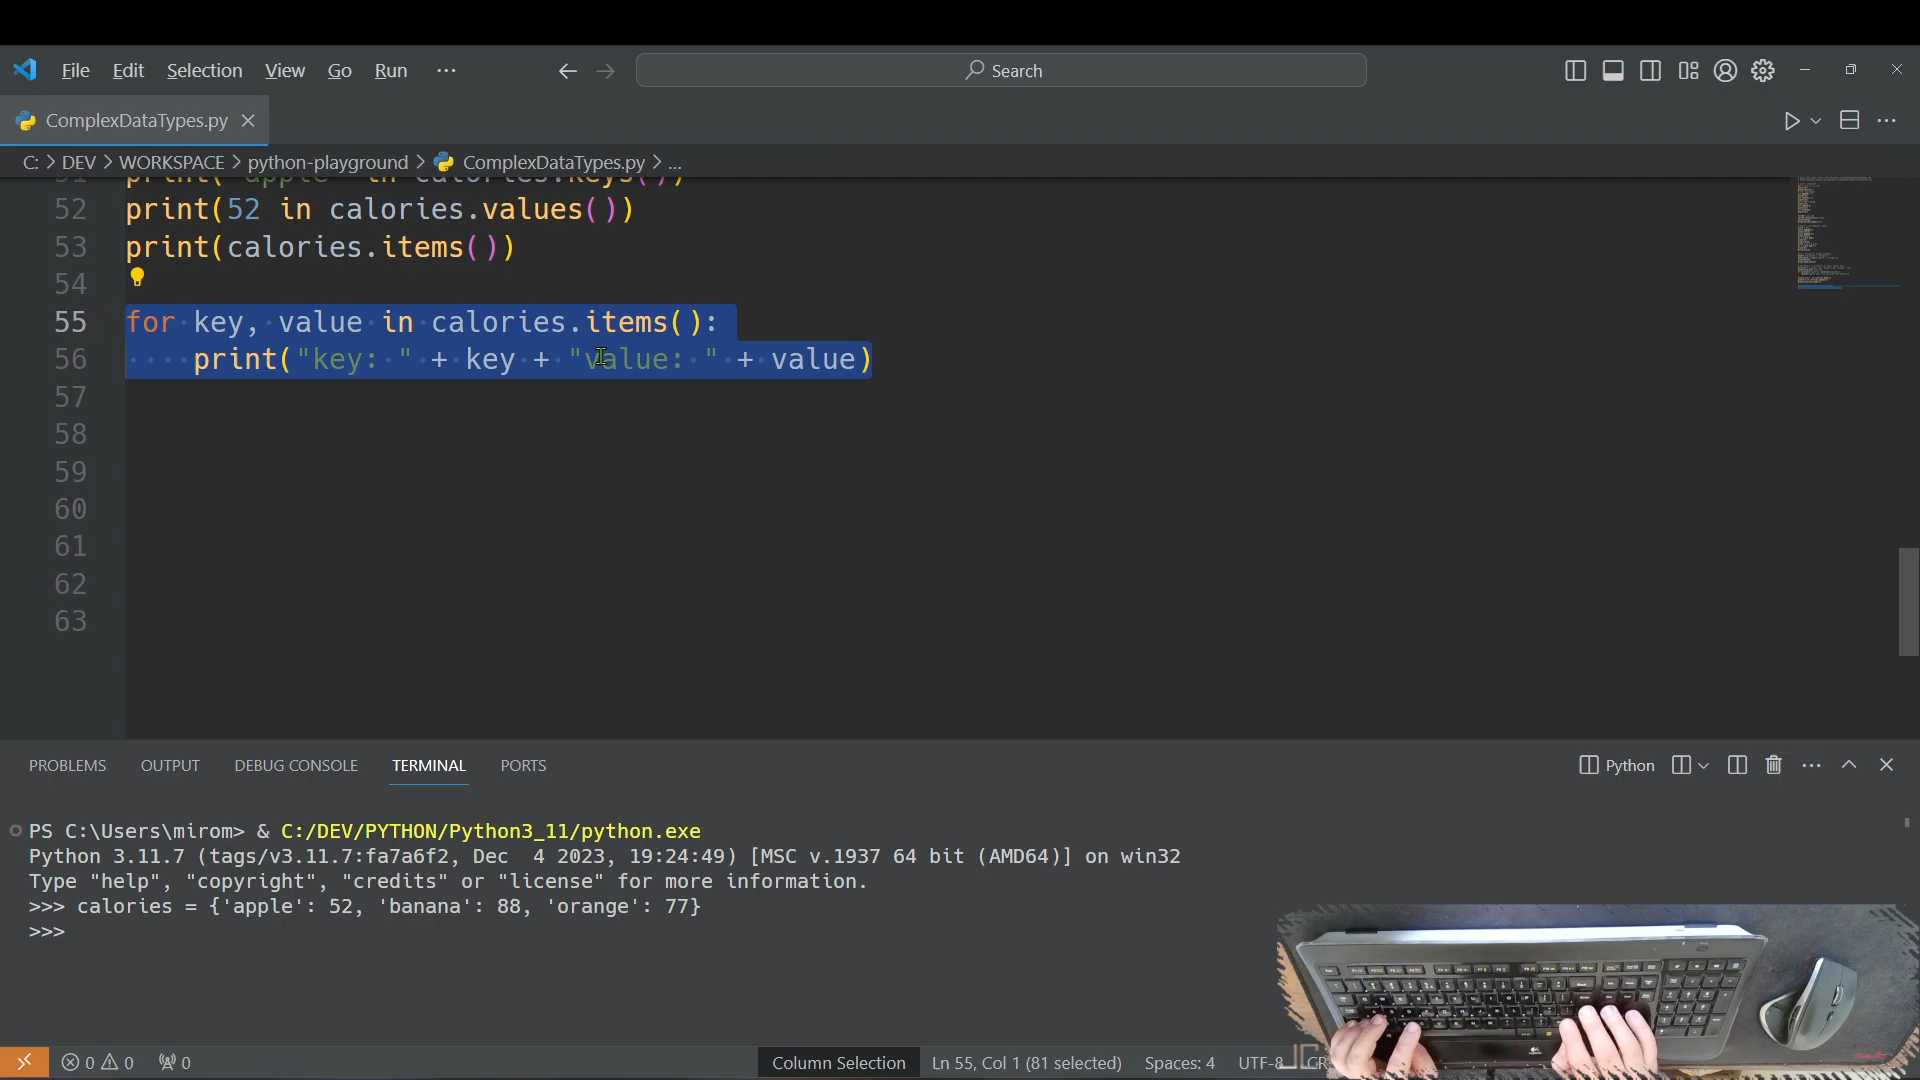 File Edit Selection View Go Run ...
Search
ComplexDataTypes.py
C: > DEV > WORKSPACE > python-playground > ComplexDataTypes.py > ...
51 print("apple" in calories.keys())
52 print(52 in calories.values())
53 print(calories.items())
54
55 for key, value in calories.items():
56     print("key: " + key + "value: " + value)
57
58
59
60
61
62
63
PROBLEMS OUTPUT DEBUG CONSOLE TERMINAL PORTS
Python
PS C:\Users\mirom> & C:/DEV/PYTHON/Python3_11/python.exe
Python 3.11.7 (tags/v3.11.7:fa7a6f2, Dec  4 2023, 19:24:49) [MSC v.1937 64 bit (AMD64)] on win32
Type "help", "copyright", "credits" or "license" for more information.
>>> calories = {'apple': 52, 'banana': 88, 'orange': 77}
>>>
0 0 0 Column Selection Ln 55, Col 1 (81 selected) Spaces: 4 UTF-8